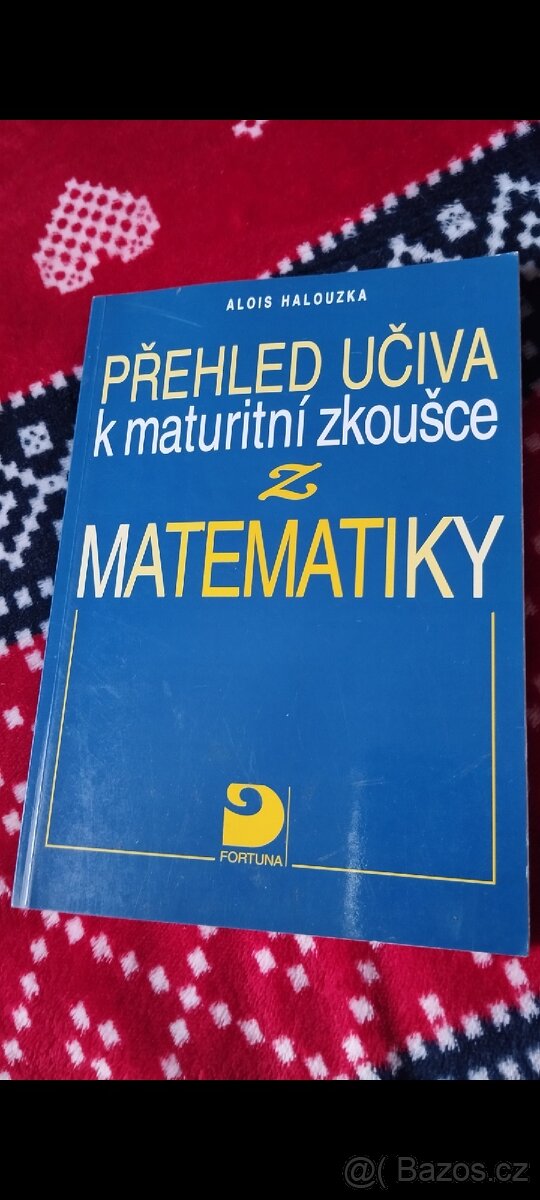 ALOIS HALOUZKA
PŘEHLED UČIVA
k maturitní zkoušce
z
MATEMATIKY
FORTUNA
@( Bazos.cz